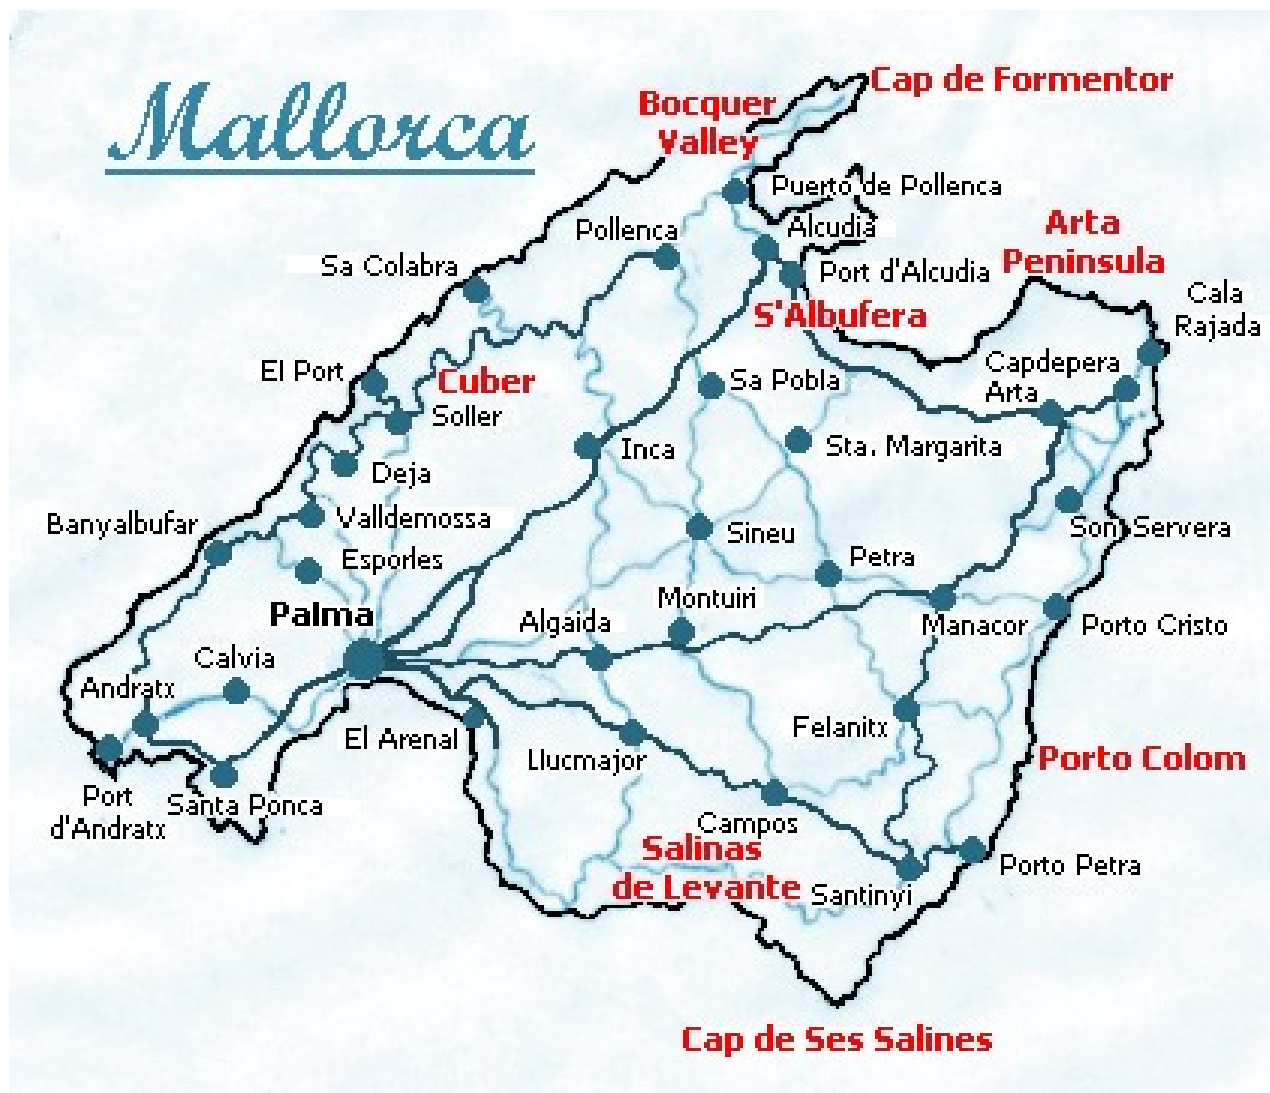 Mallorca
Cap de Formentor
Bocquer
Valley
Puerto de Pollenca
Pollenca
Alcudia
Arta
Peninsula
Sa Colabra
Port d'Alcudia
Cala
Rajada
S'Albufera
El Port
Cuber
Capdepera
Sa Pobla
Arta
Soller
Inca
Sta. Margarita
Deja
Banyalbufar
Valldemossa
Sineu
Son Servera
Esporles
Petra
Palma
Montuiri
Algaida
Manacor
Porto Cristo
Calvia
Andratx
El Arenal
Felanitx
Llucmajor
Porto Colom
Port
d'Andratx
Santa Ponca
Campos
Salinas
de Levante
Porto Petra
Santinyi
Cap de Ses Salines